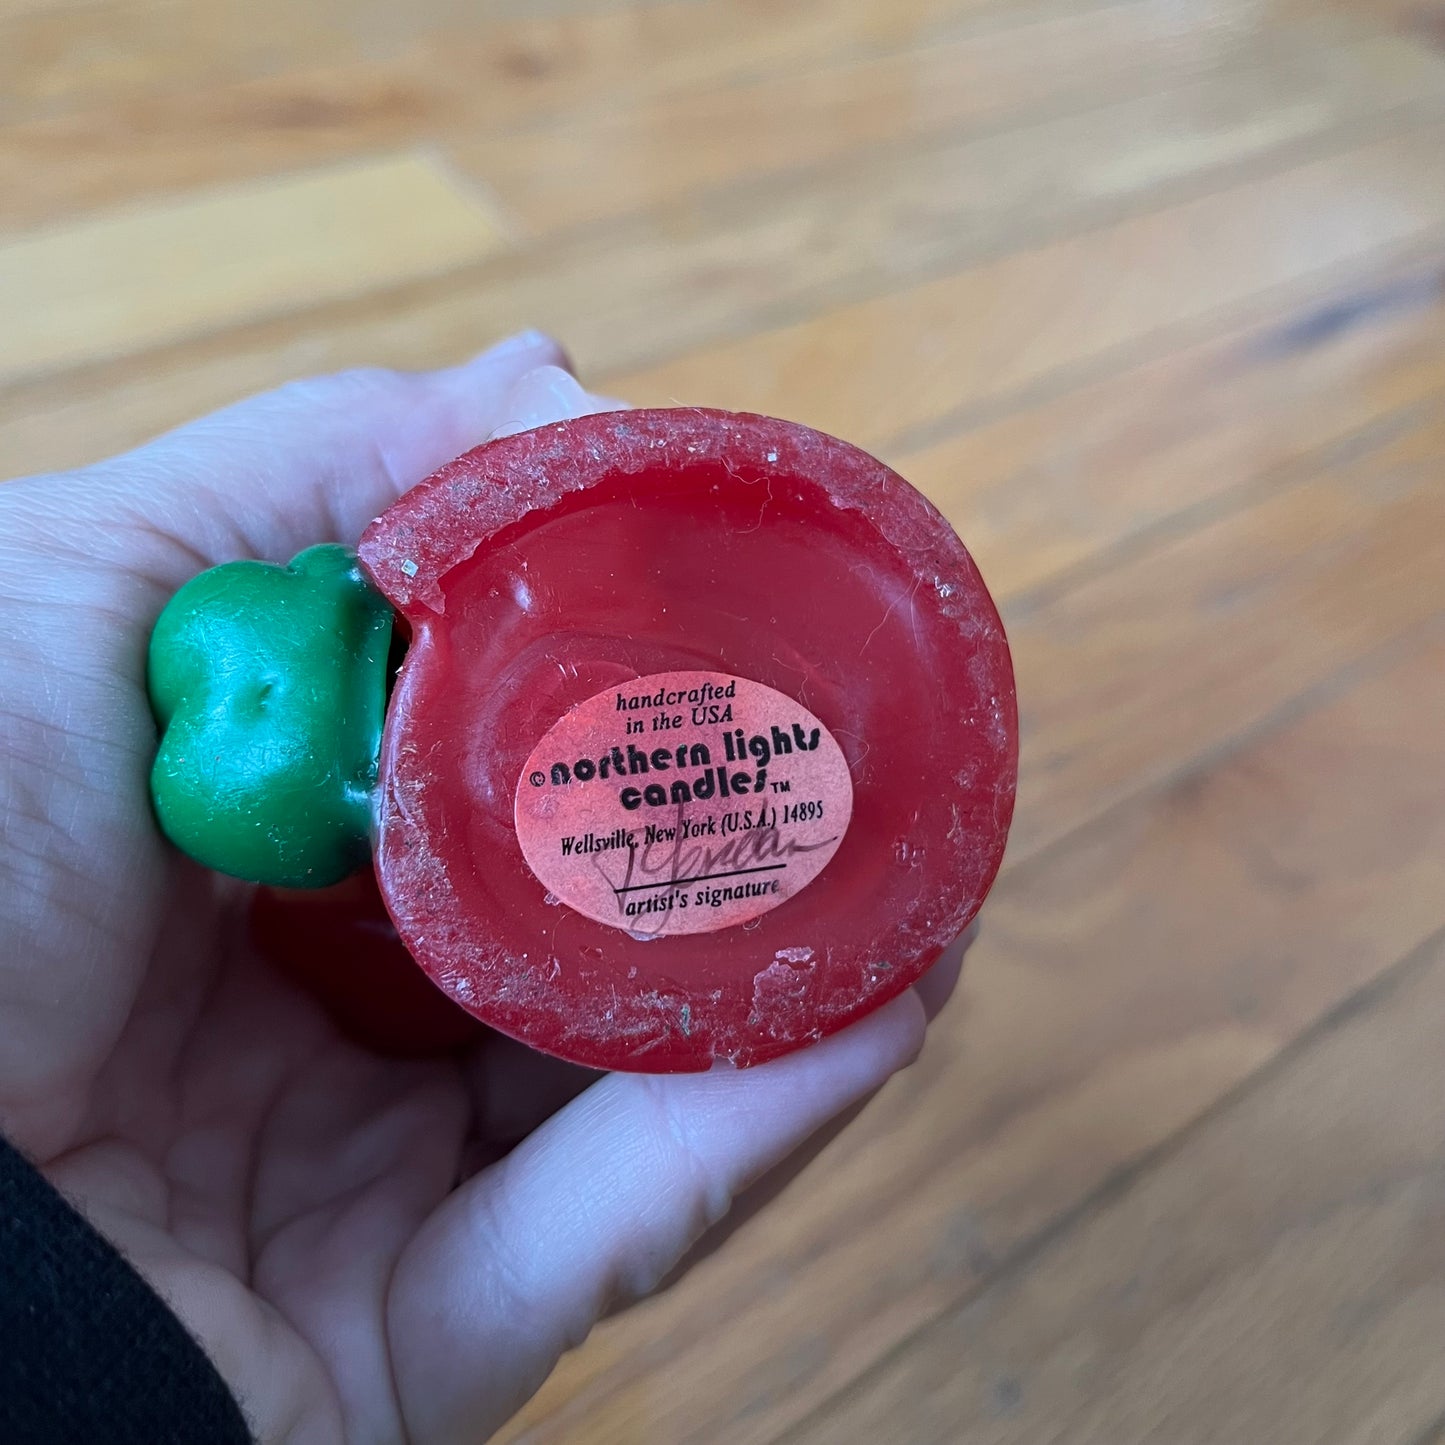 handcrafted
in the USA
©northern lights
candles™
Wellsville, New York (U.S.A.) 14895
artist's signature